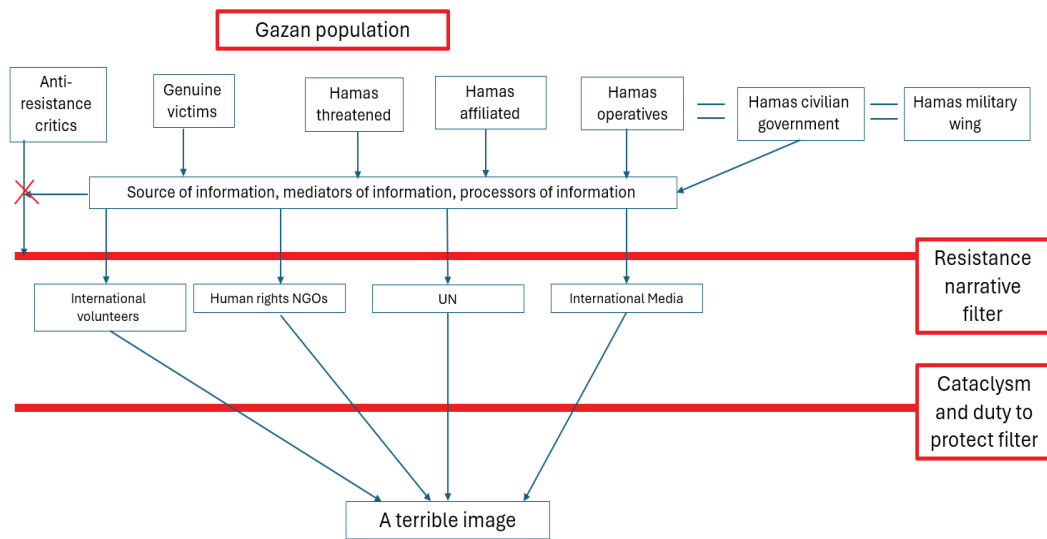 Gazan population
Anti-
resistance
critics
Genuine
victims
Hamas
threatened
Hamas
affiliated
Hamas
operatives
Hamas civilian
government
Hamas military
wing
Source of information, mediators of information, processors of information
Resistance
narrative
filter
International
volunteers
Human rights NGOs
UN
International Media
Cataclysm
and duty to
protect filter
A terrible image